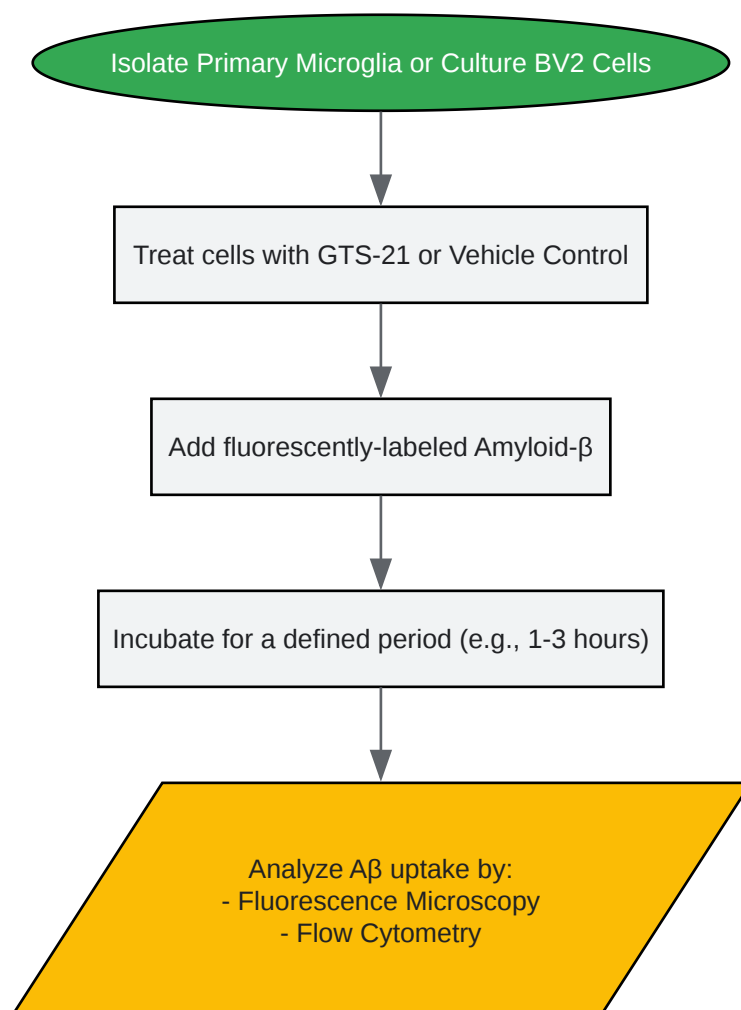 Isolate Primary Microglia or Culture BV2 Cells
Treat cells with GTS-21 or Vehicle Control
Add fluorescently-labeled Amyloid-β
Incubate for a defined period (e.g., 1-3 hours)
Analyze Aβ uptake by:
- Fluorescence Microscopy
- Flow Cytometry